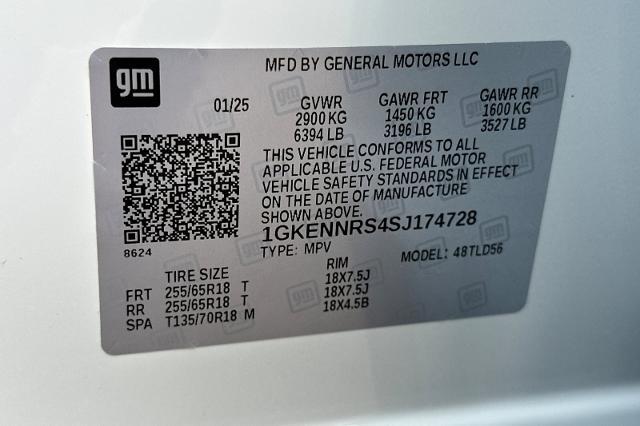 gm
MFD BY GENERAL MOTORS LLC
01/25 GVWR GAWR FRT GAWR RR
2900 KG 1450 KG 1600 KG
6394 LB 3196 LB 3527 LB
THIS VEHICLE CONFORMS TO ALL
APPLICABLE U.S. FEDERAL MOTOR
VEHICLE SAFETY STANDARDS IN EFFECT
ON THE DATE OF MANUFACTURE
SHOWN ABOVE.
1GKENNRS4SJ174728
8624
TYPE: MPV MODEL: 48TLD56
TIRE SIZE RIM
FRT 255/65R18 T 18X7.5J
RR 255/65R18 T 18X7.5J
SPA T135/70R18 M 18X4.5B